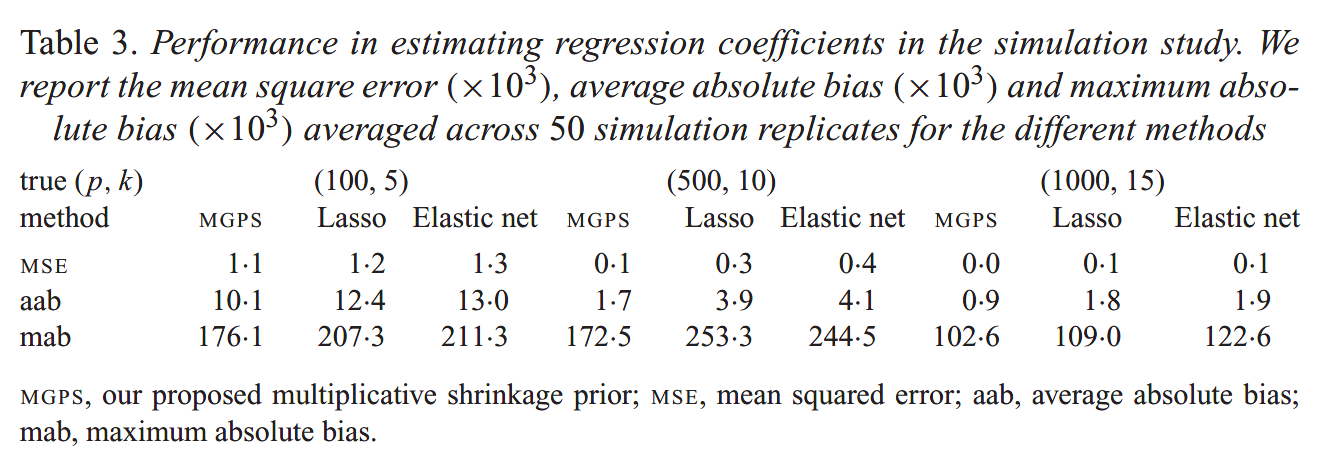 Table 3. Performance in estimating regression coefficients in the simulation study. We
report the mean square error (×10³), average absolute bias (×10³) and maximum abso-
lute bias (×10³) averaged across 50 simulation replicates for the different methods
true (p, k) (100, 5) (500, 10) (1000, 15)
method MGPS Lasso Elastic net MGPS Lasso Elastic net MGPS Lasso Elastic net
MSE 1·1 1·2 1·3 0·1 0·3 0·4 0·0 0·1 0·1
aab 10·1 12·4 13·0 1·7 3·9 4·1 0·9 1·8 1·9
mab 176·1 207·3 211·3 172·5 253·3 244·5 102·6 109·0 122·6
MGPS, our proposed multiplicative shrinkage prior; MSE, mean squared error; aab, average absolute bias;
mab, maximum absolute bias.